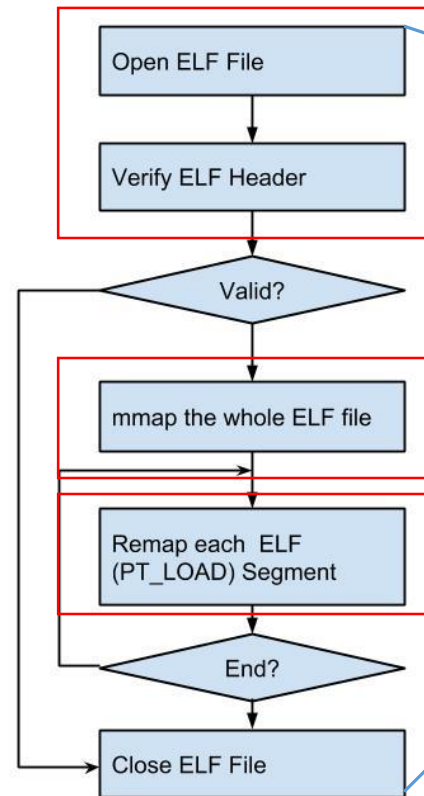 Open ELF File
Verify ELF Header
Valid?
mmap the whole ELF file
Remap each ELF
(PT_LOAD) Segment
End?
Close ELF File